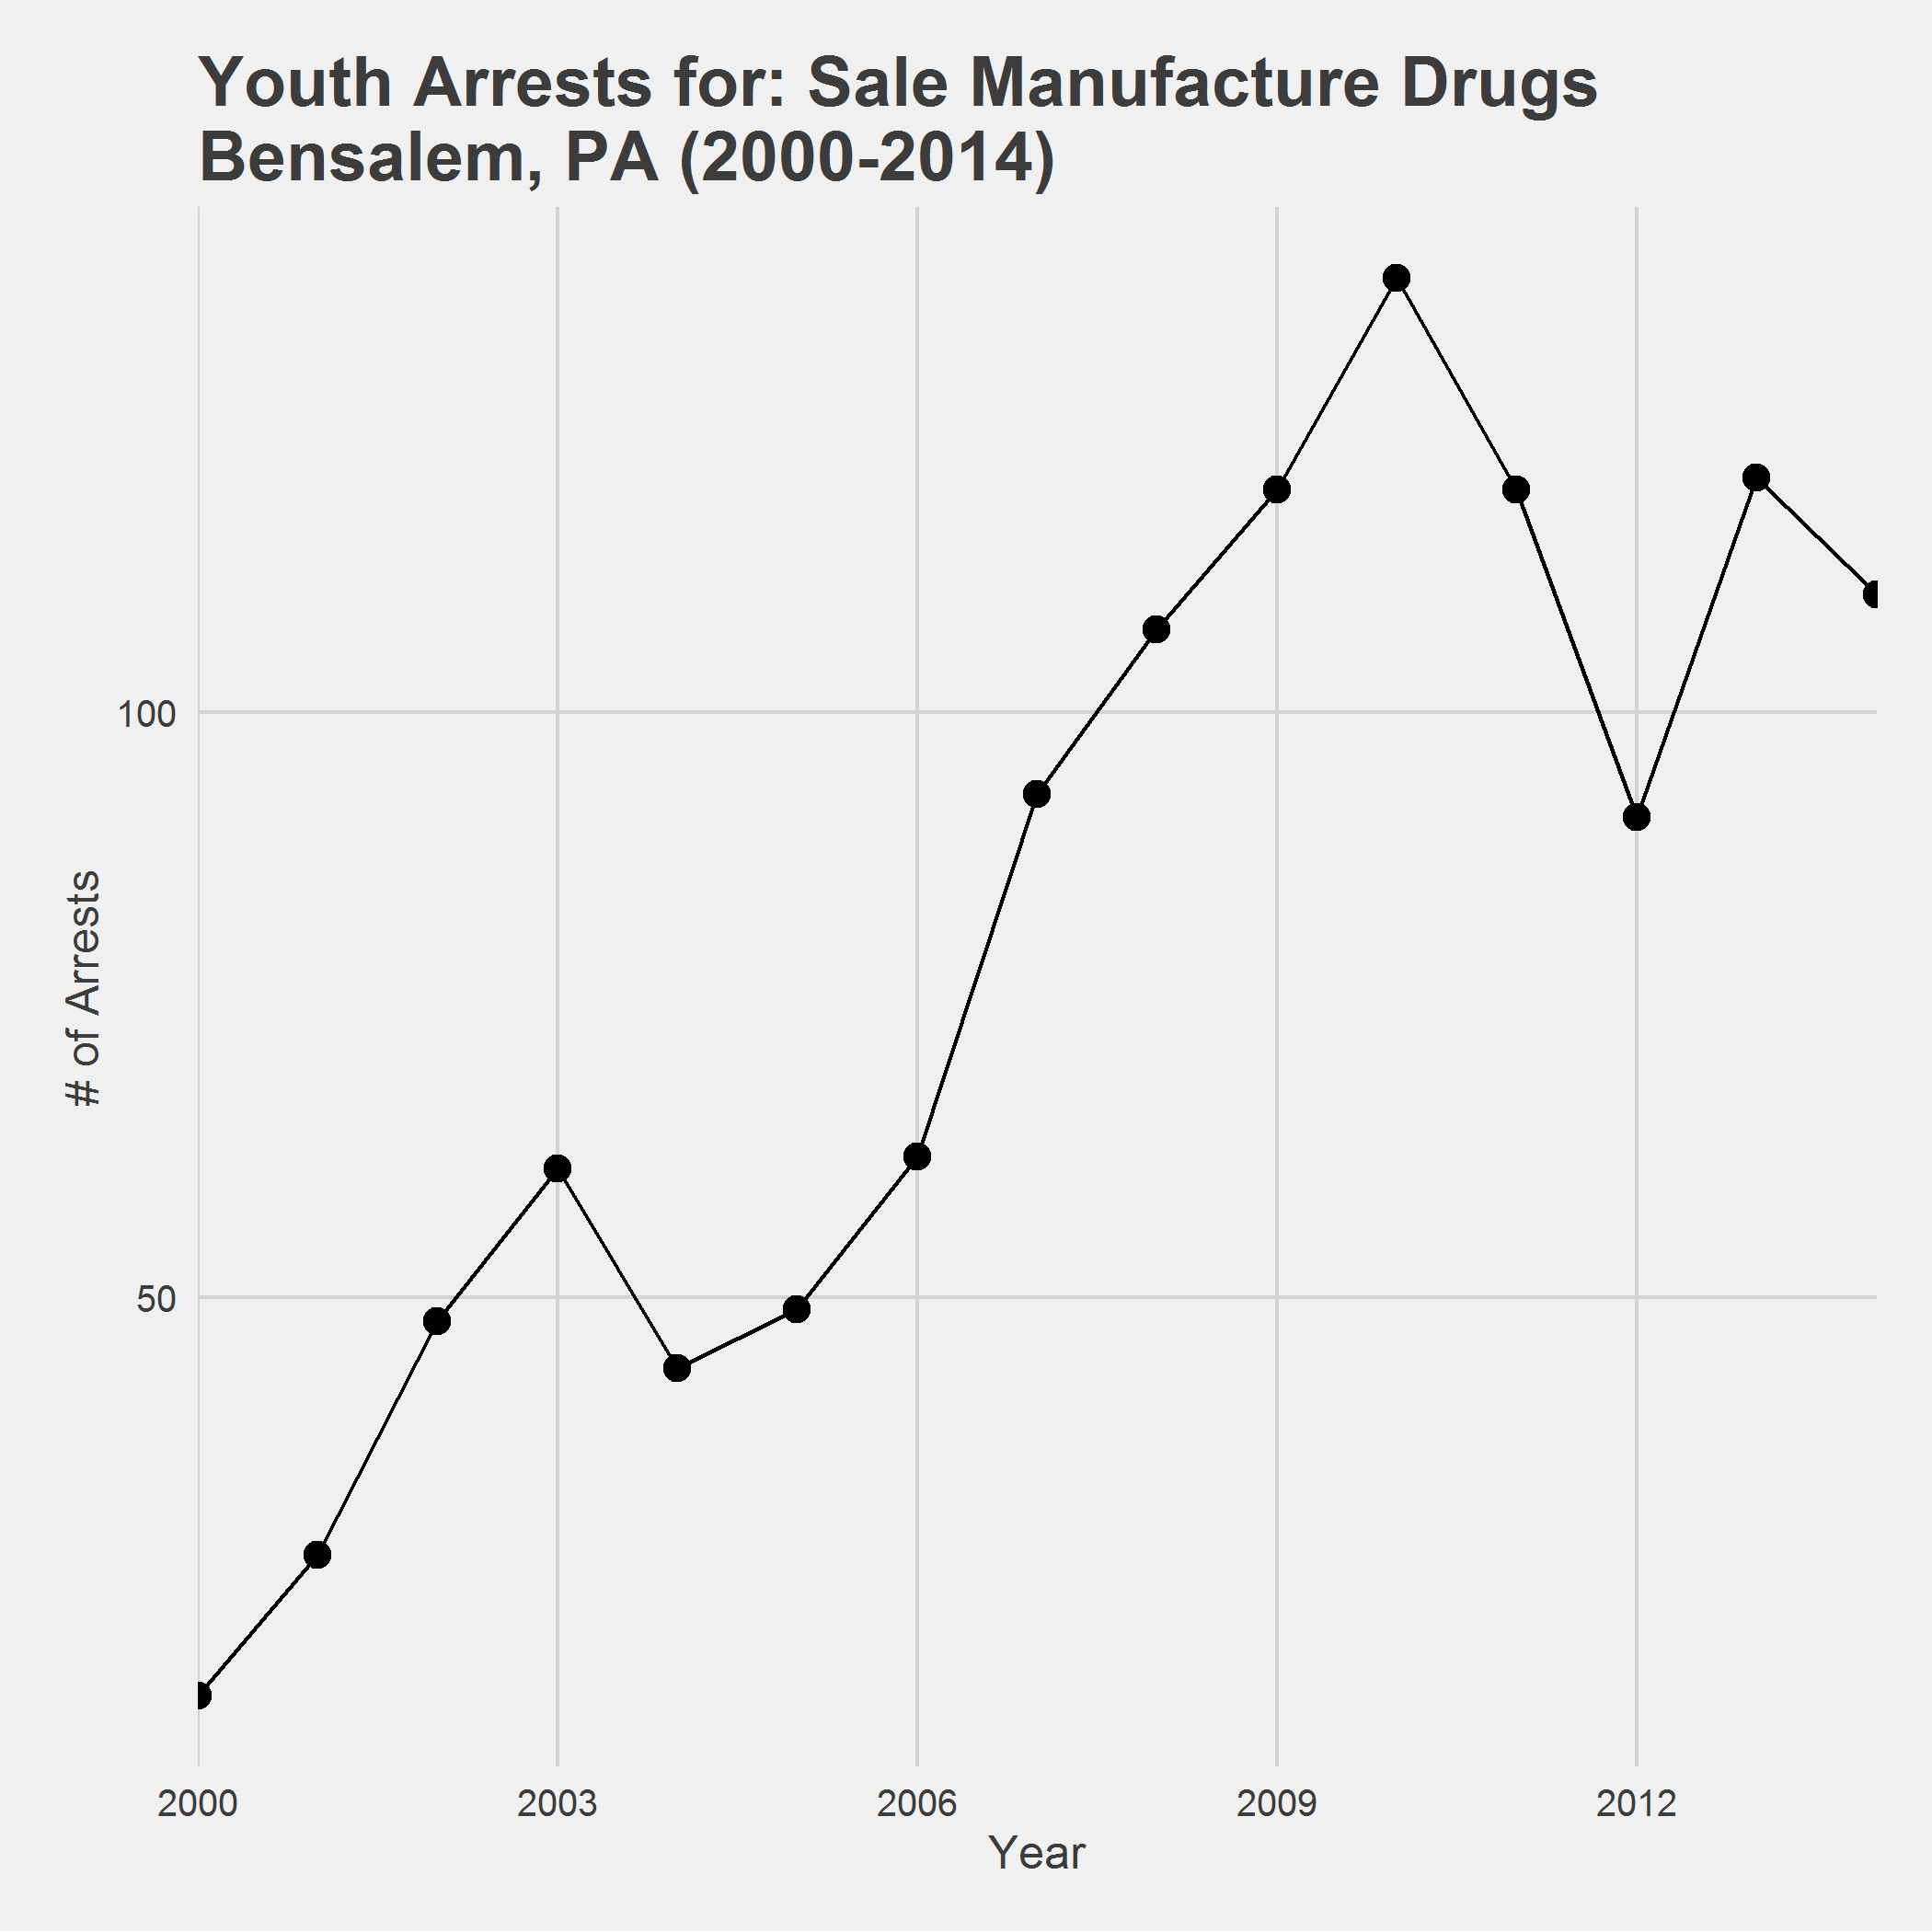 Youth Arrests for: Sale Manufacture Drugs
Bensalem, PA (2000-2014)
100
50
# of Arrests
2000 2003 2006 2009 2012
Year